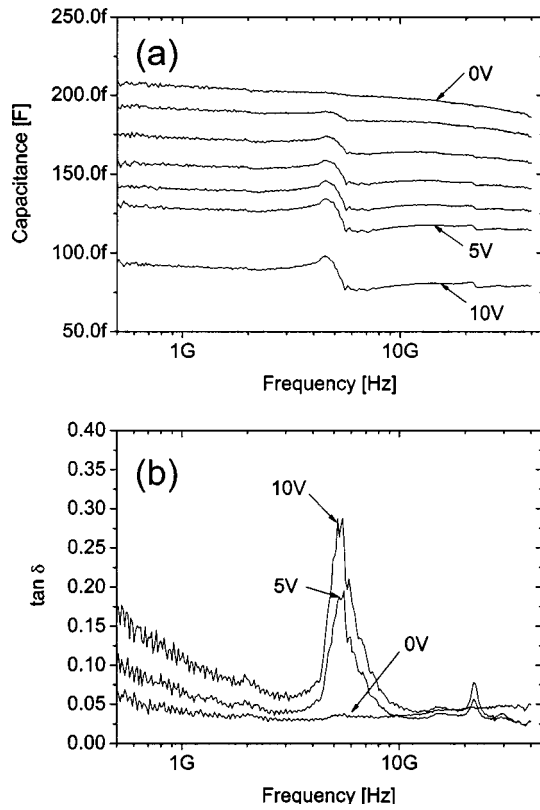 (a)
0V
5V
10V
250.0f
200.0f
150.0f
100.0f
50.0f
Capacitance [F]
1G 10G
Frequency [Hz]
(b)
10V
5V
0V
0.40
0.35
0.30
0.25
0.20
0.15
0.10
0.05
0.00
tan δ
1G 10G
Frequency [Hz]